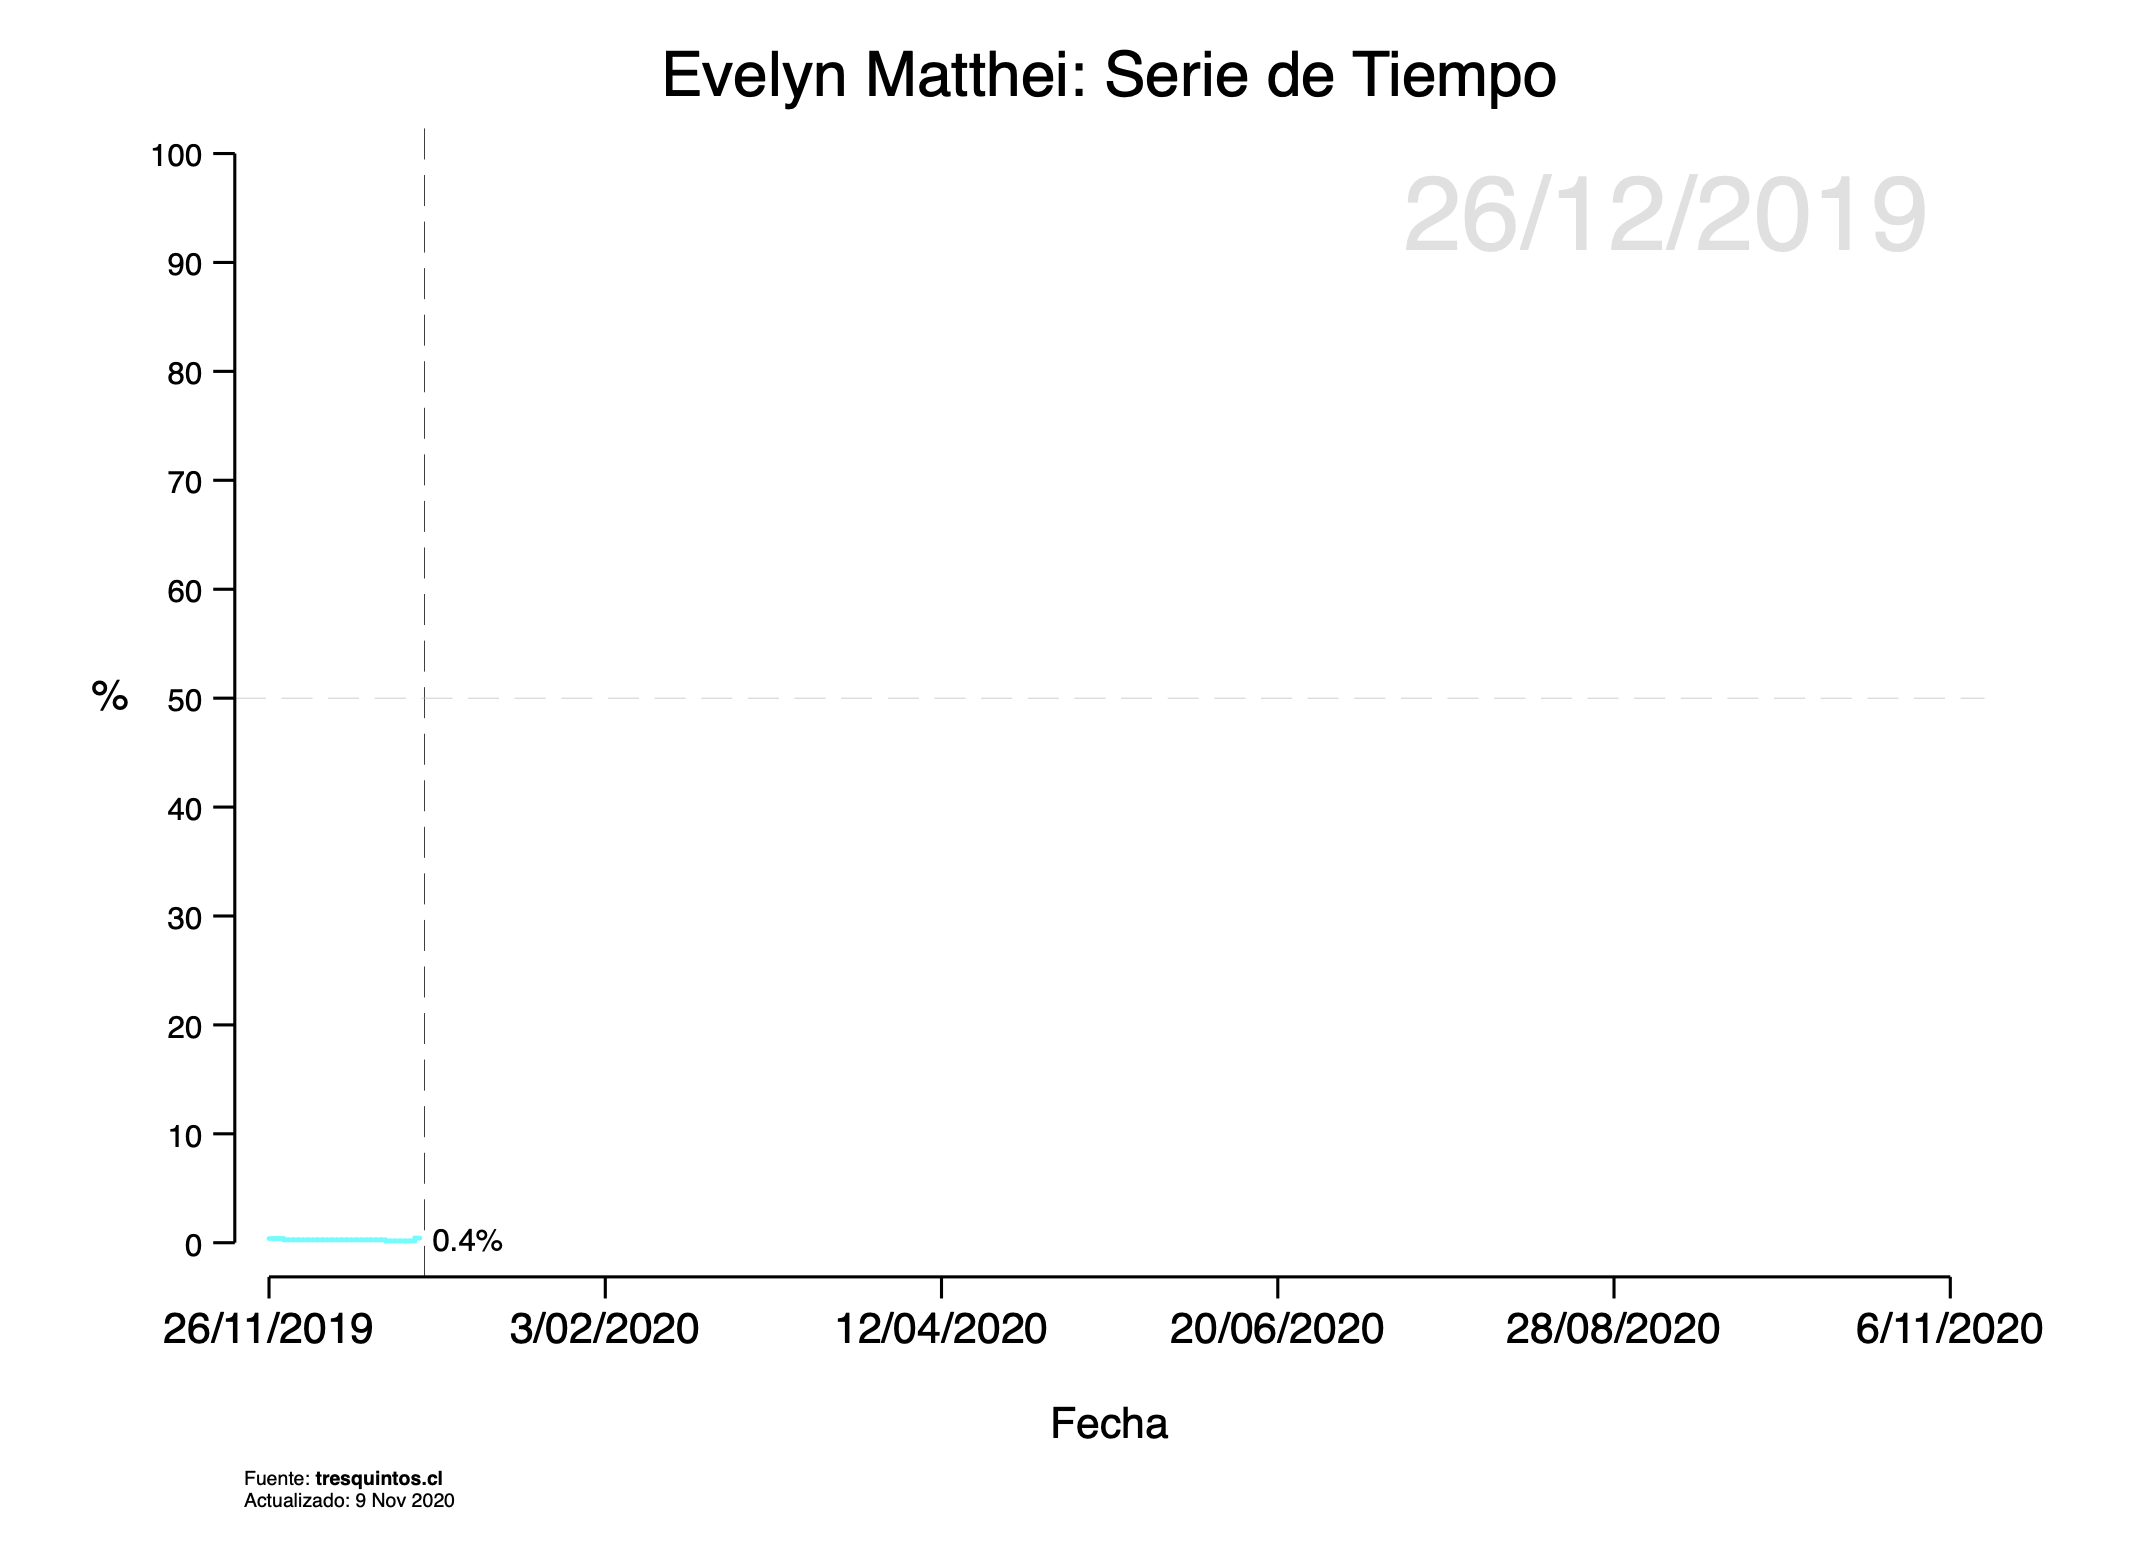 Evelyn Matthei: Serie de Tiempo
26/12/2019
100
90
80
70
60
%
50
40
30
20
10
0
0.4%
26/11/2019 3/02/2020 12/04/2020 20/06/2020 28/08/2020 6/11/2020
Fecha
Fuente: tresquintos.cl
Actualizado: 9 Nov 2020